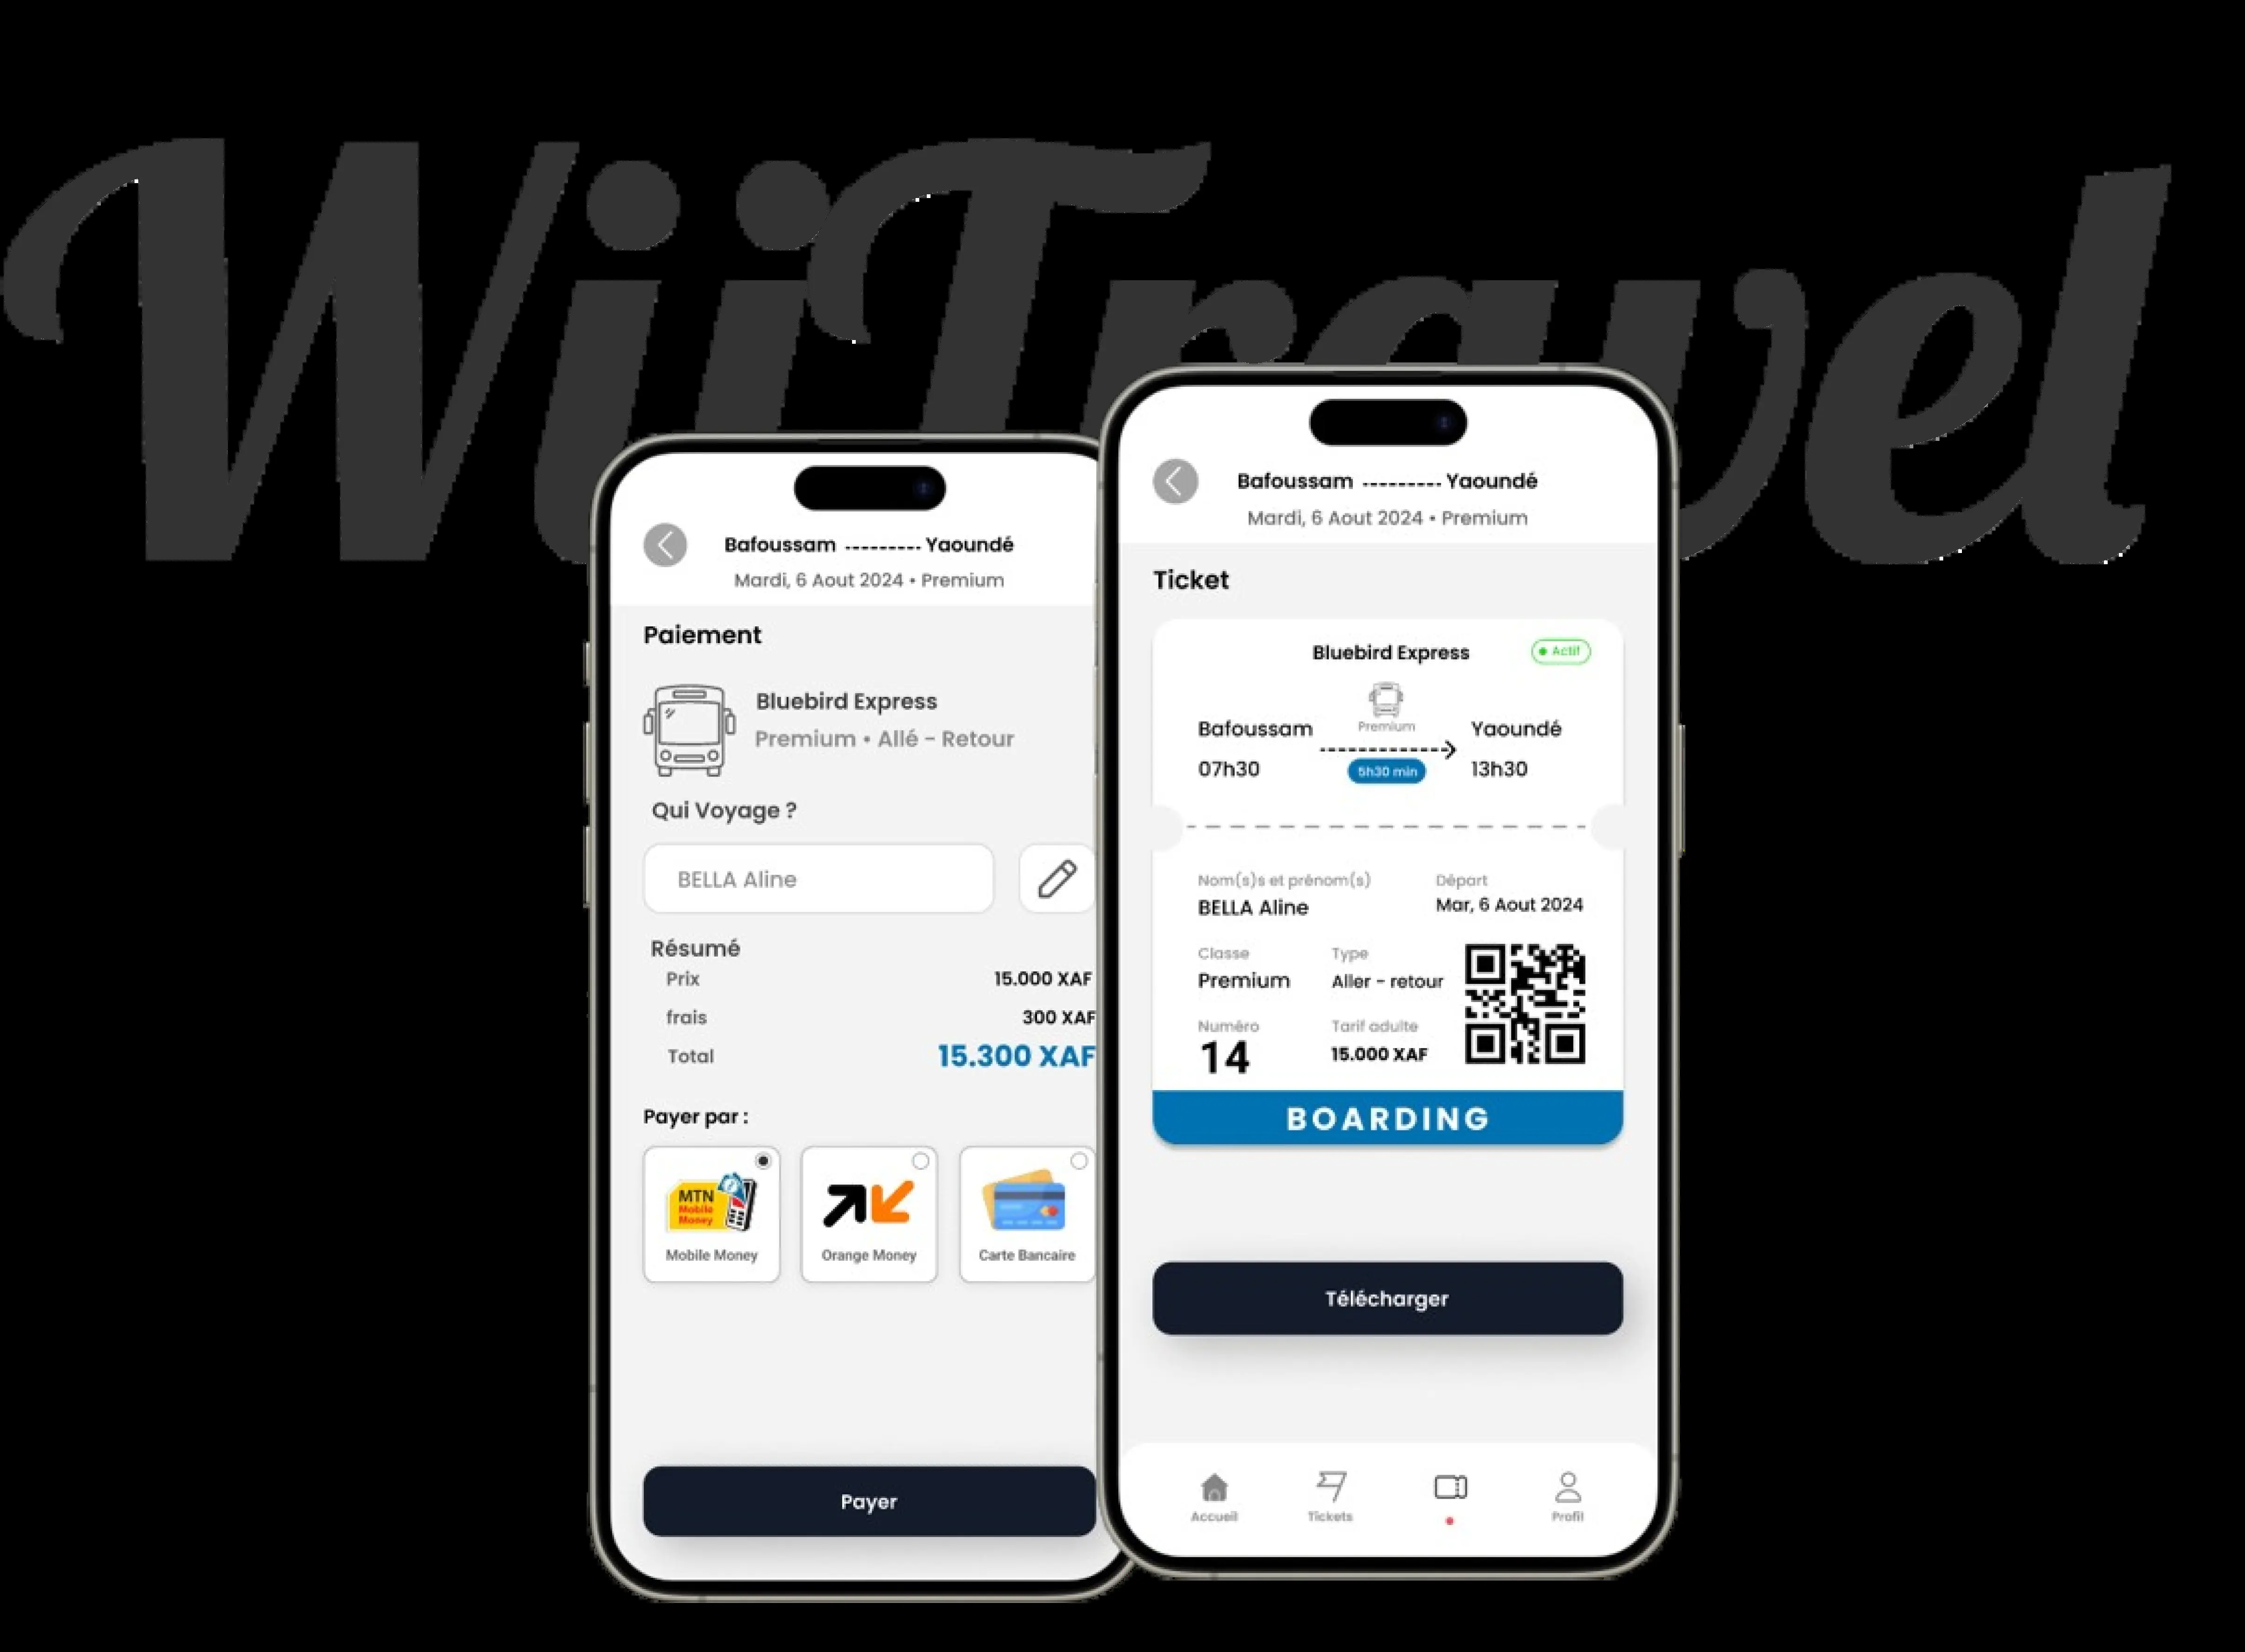 WiiTravel
Bafoussam --------- Yaoundé
Mardi, 6 Aout 2024 • Premium
Paiement
Bluebird Express
Premium • Allé - Retour
Qui Voyage ?
BELLA Aline
Résumé
Prix 15.000 XAF
frais 300 XAF
Total 15.300 XAF
Payer par :
MTN
Mobile
Money
Mobile Money Orange Money Carte Bancaire
Payer
Bafoussam --------- Yaoundé
Mardi, 6 Aout 2024 • Premium
Ticket
Bluebird Express
Actif
Premium
Bafoussam Yaoundé
07h30 5h30 min 13h30
Nom(s)s et prénom(s) Départ
BELLA Aline Mar, 6 Aout 2024
Classe Type
Premium Aller - retour
Numéro Tarif adulte
14 15.000 XAF
BOARDING
Télécharger
Accueil Tickets Profil